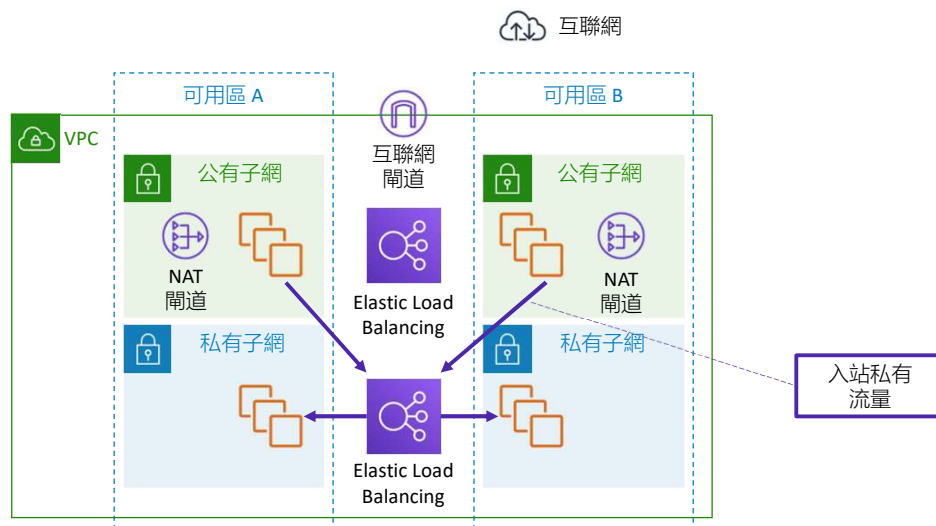 互聯網
可用區 A
可用區 B
VPC
互聯網
閘道
公有子網
公有子網
NAT
閘道
Elastic Load
Balancing
NAT
閘道
私有子網
私有子網
入站私有
流量
Elastic Load
Balancing